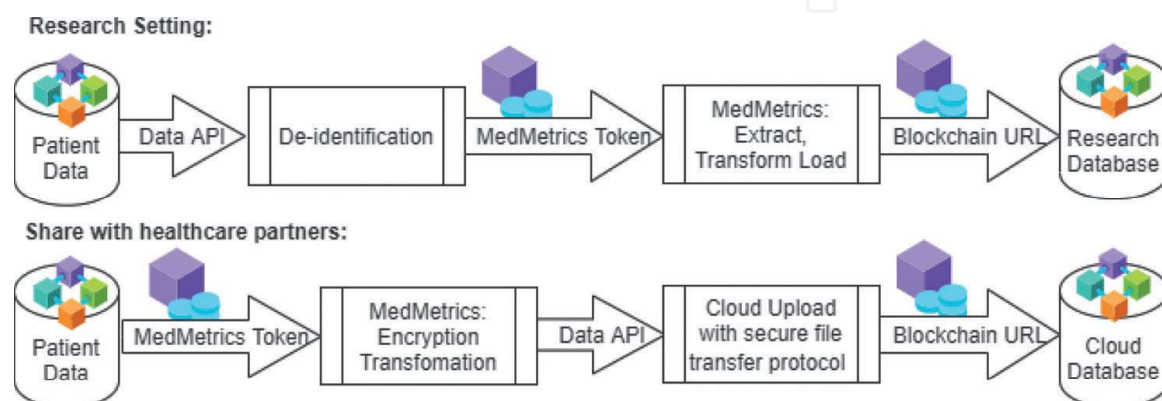 Research Setting:
Patient
Data
Data API
De-identification
MedMetrics Token
MedMetrics:
Extract,
Transform Load
Blockchain URL
Research
Database
Share with healthcare partners:
Patient
Data
MedMetrics Token
MedMetrics:
Encryption
Transfomation
Data API
Cloud Upload
with secure file
transfer protocol
Blockchain URL
Cloud
Database